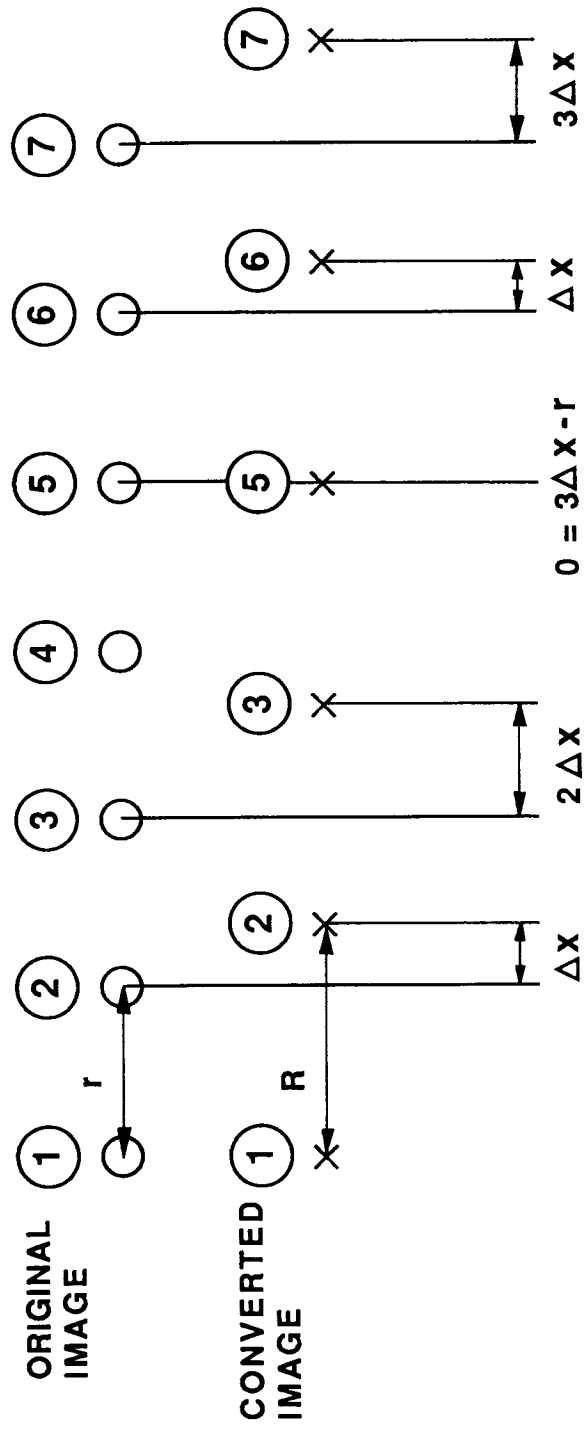 ORIGINAL
IMAGE
1 2 3 4 5 6 7
r
CONVERTED
IMAGE
1 2 3 5 6 7
R
Δx 2Δx 0 = 3Δx-r Δx 3Δx